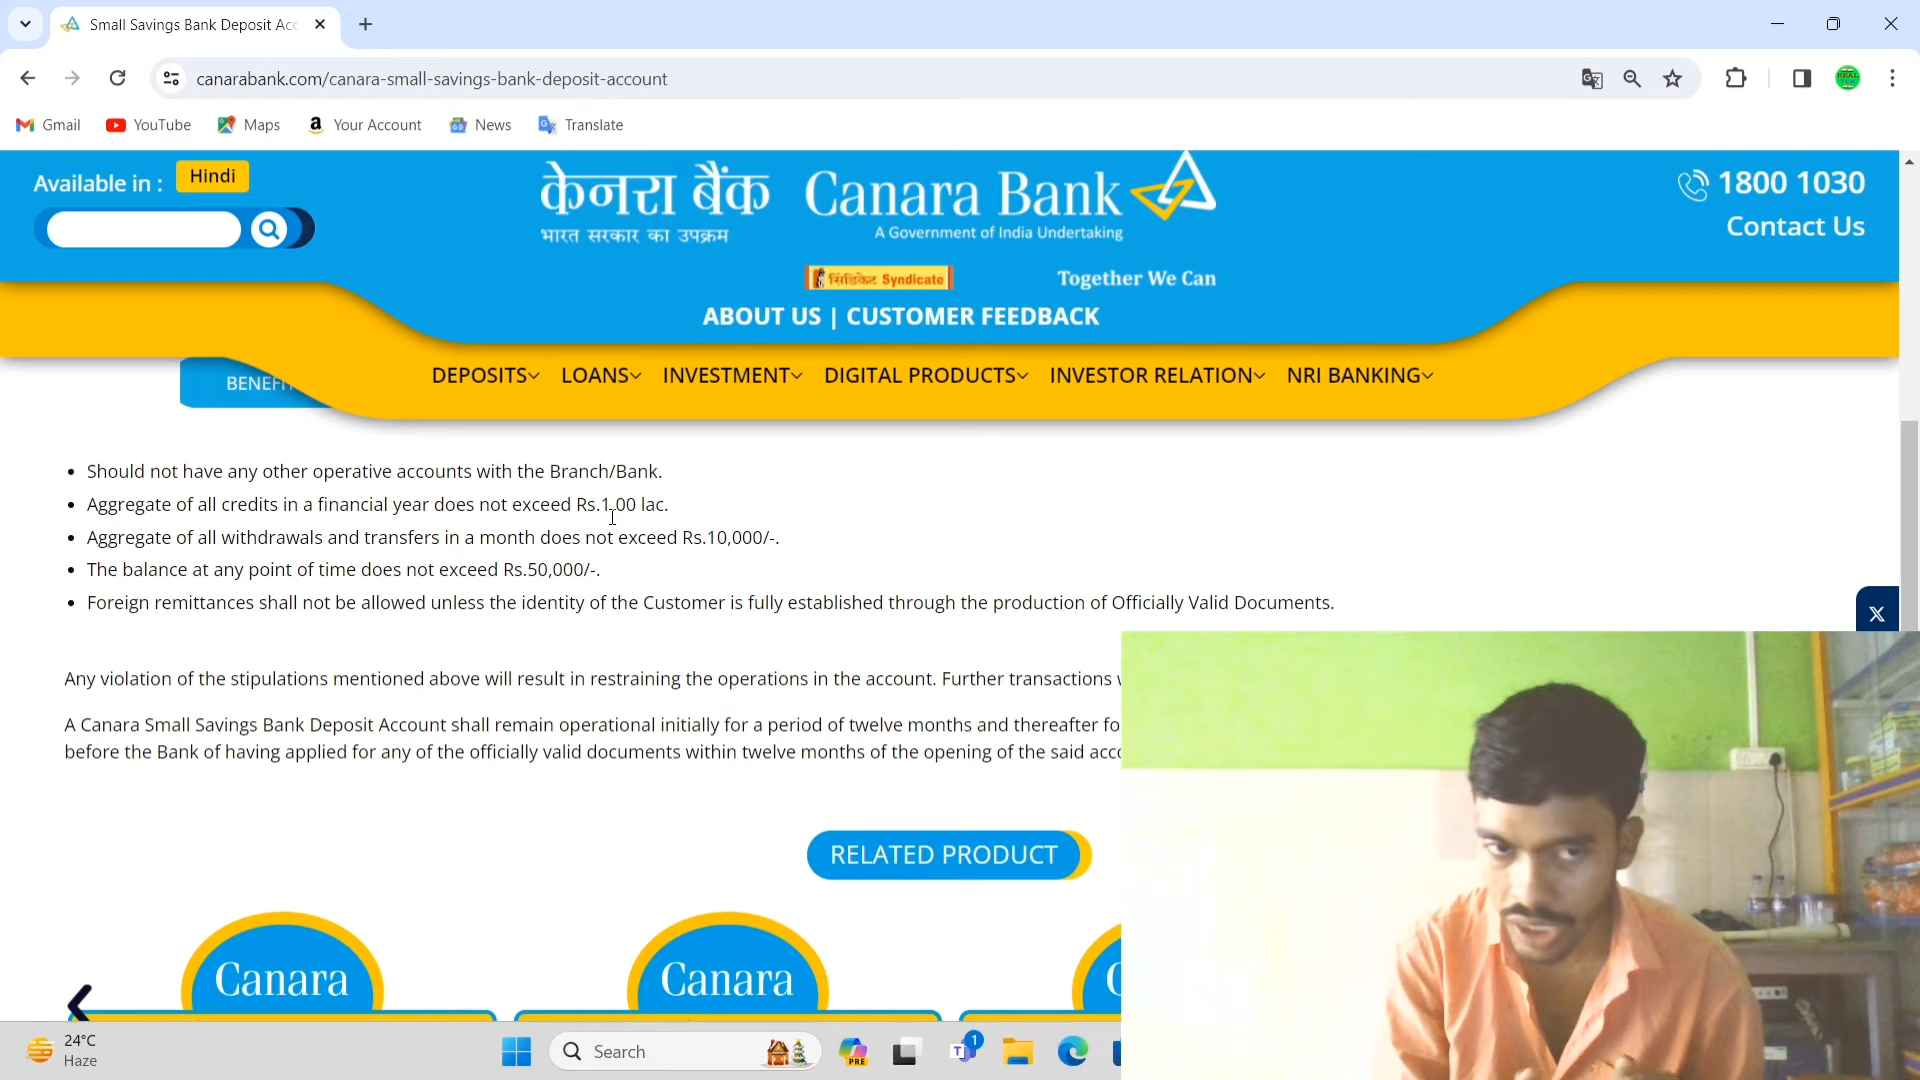 Small Savings Bank Deposit Acc
canarabank.com/canara-small-savings-bank-deposit-account
Gmail
YouTube
Maps
Your Account
News
Translate
Available in :
Hindi
केनरा बैंक
भारत सरकार का उपक्रम
Canara Bank
A Government of India Undertaking
सिंडिकेट Syndicate
Together We Can
1800 1030
Contact Us
ABOUT US | CUSTOMER FEEDBACK
DEPOSITS
LOANS
INVESTMENT
DIGITAL PRODUCTS
INVESTOR RELATION
NRI BANKING
Should not have any other operative accounts with the Branch/Bank.
Aggregate of all credits in a financial year does not exceed Rs.1.00 lac.
Aggregate of all withdrawals and transfers in a month does not exceed Rs.10,000/-.
The balance at any point of time does not exceed Rs.50,000/-.
Foreign remittances shall not be allowed unless the identity of the Customer is fully established through the production of Officially Valid Documents.
X
Any violation of the stipulations mentioned above will result in restraining the operations in the account. Further transactions
A Canara Small Savings Bank Deposit Account shall remain operational initially for a period of twelve months and thereafter fo
before the Bank of having applied for any of the officially valid documents within twelve months of the opening of the said acc
RELATED PRODUCT
Canara
Canara
24°C
Haze
Search
PRE
1